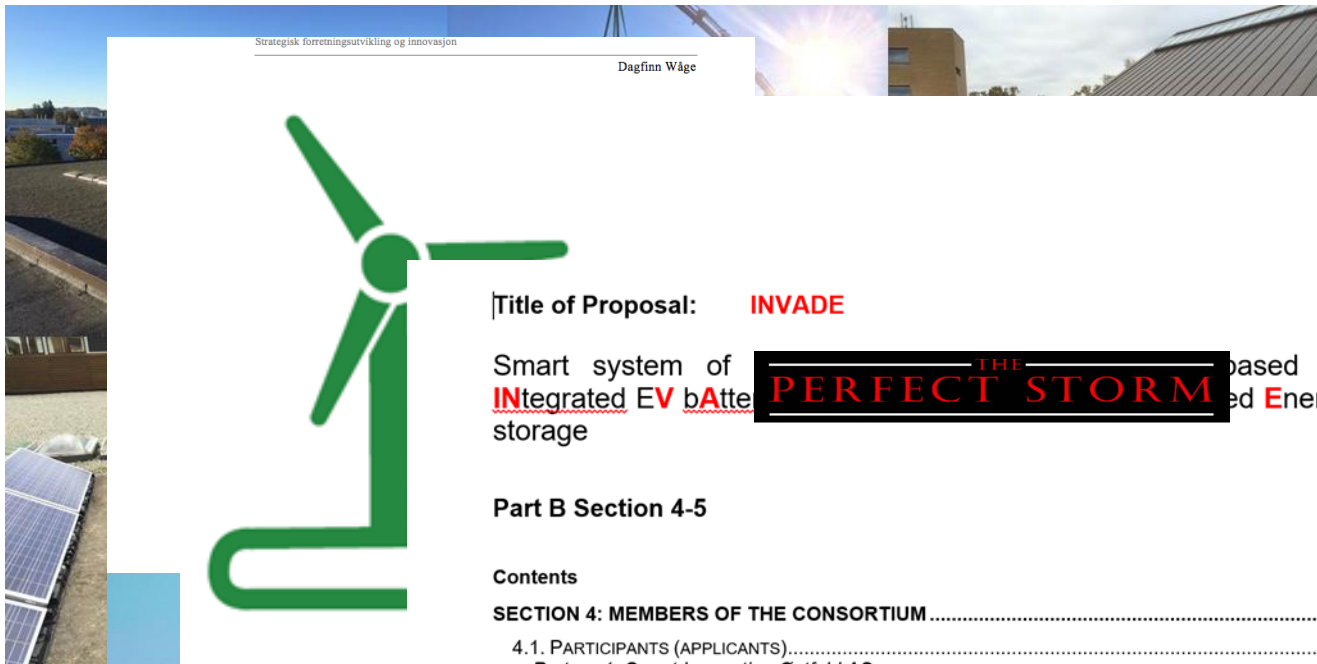 Strategisk forretningsutvikling og innovasjon
Dagfinn Wåge
Title of Proposal: INVADE
Smart system of
THE
PERFECT STORM
based
INtegrated EV bAtte
ed Ener
storage
Part B Section 4-5
Contents
SECTION 4: MEMBERS OF THE CONSORTIUM
4.1. PARTICIPANTS (APPLICANTS)